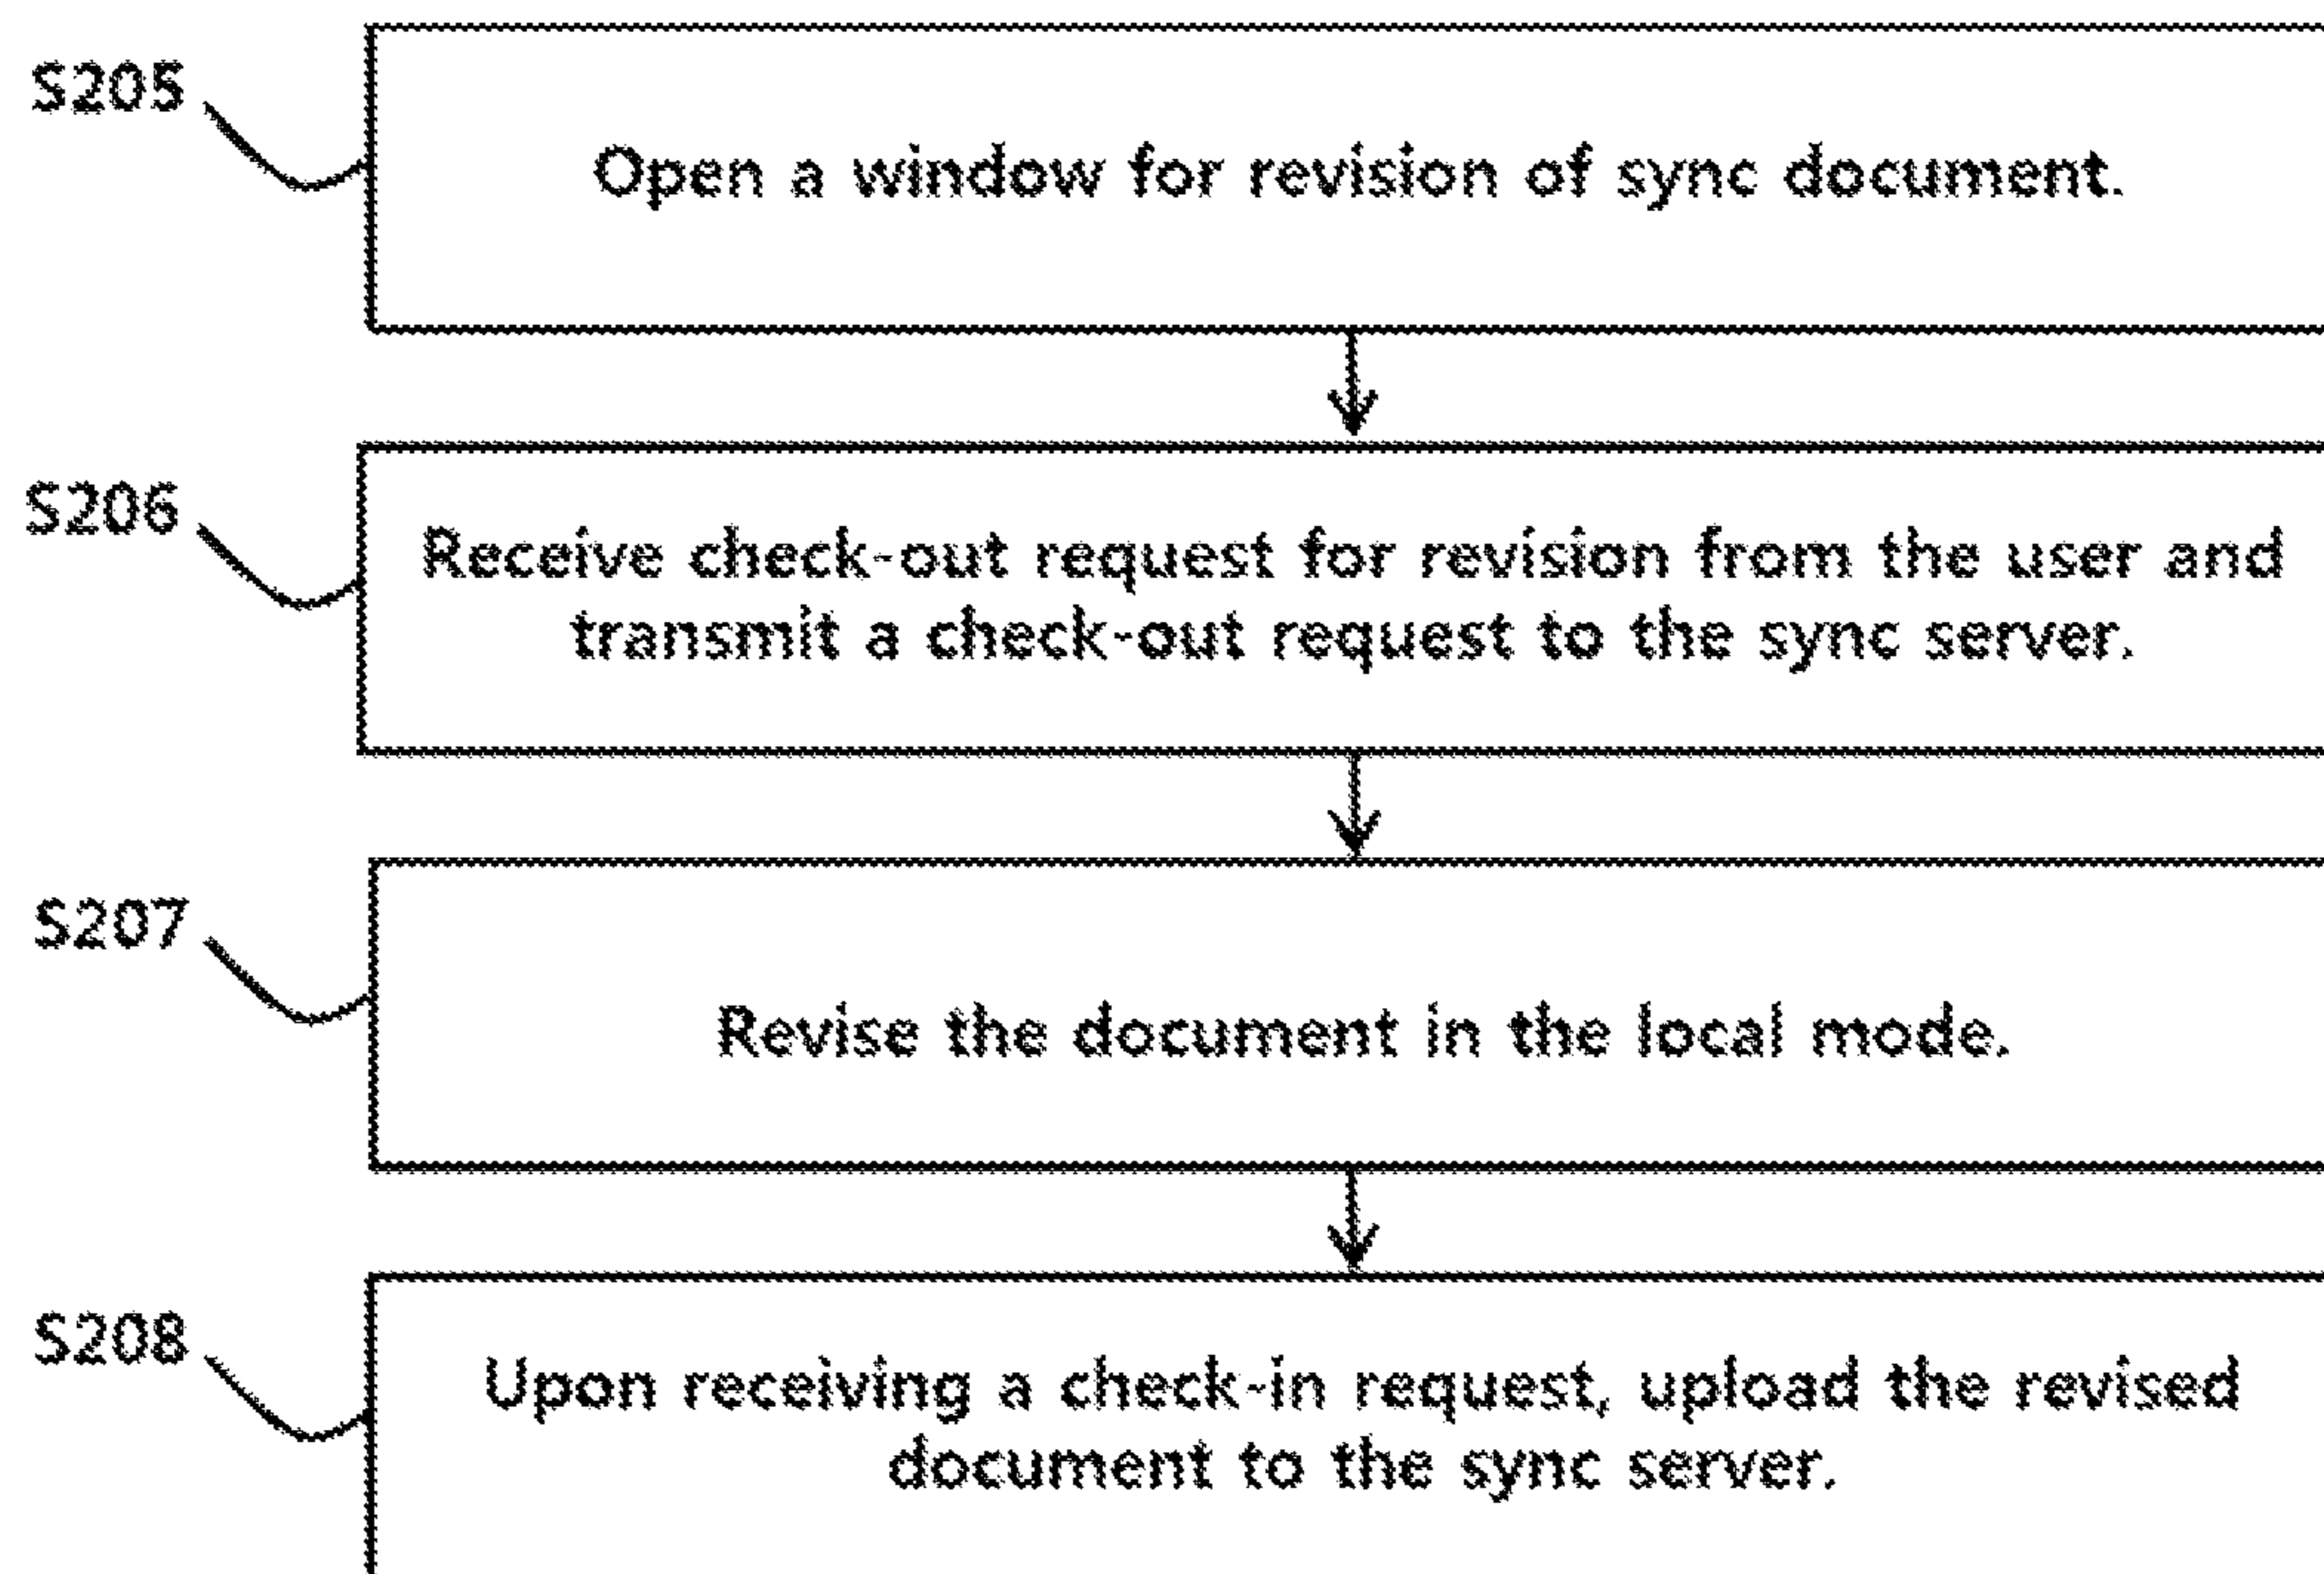 S205
Open a window for revision of sync document.
S206
Receive check-out request for revision from the user and
transmit a check-out request to the sync server.
S207
Revise the document in the local mode.
S208
Upon receiving a check-in request, upload the revised
document to the sync server.